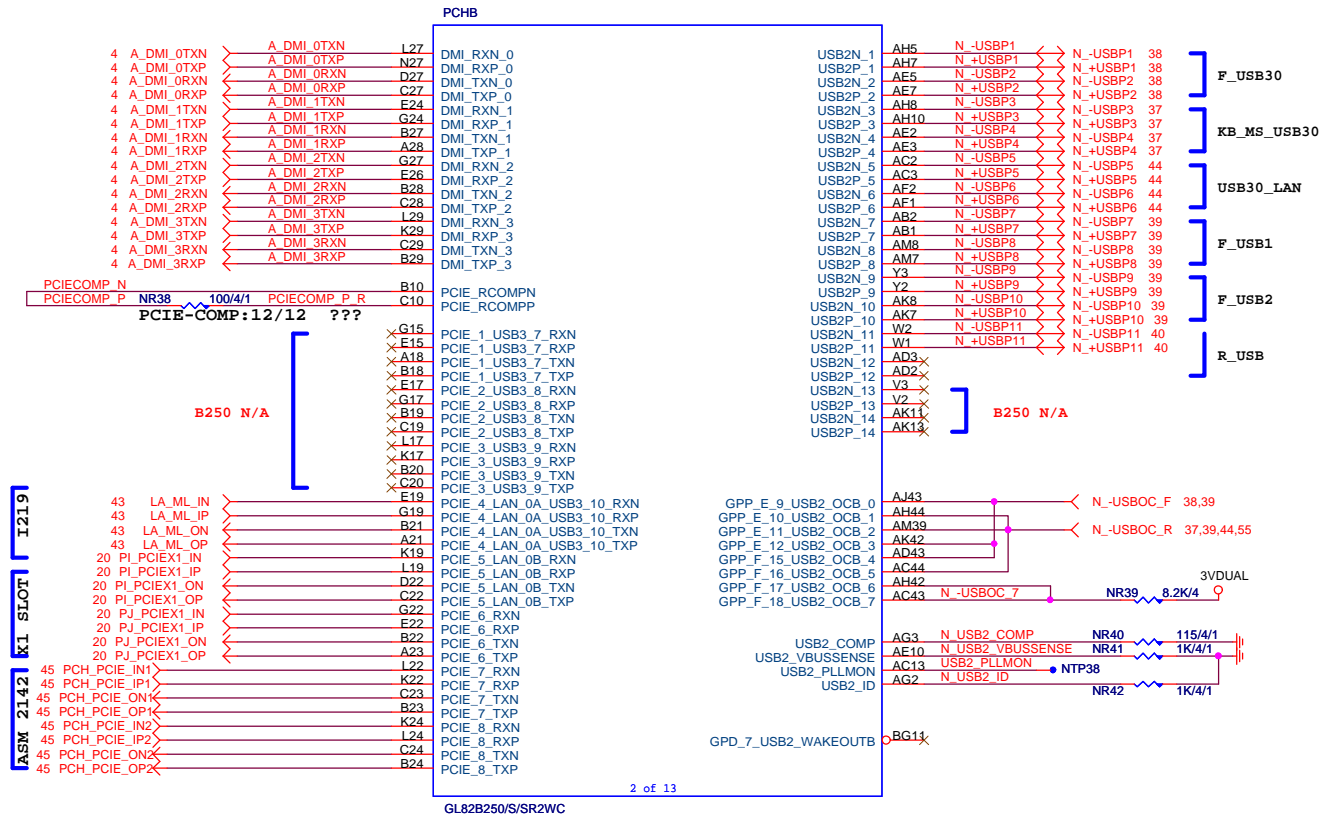 PCHB
4 A_DMI_0TXN A_DMI_0TXN L27 DMI_RXN_0 USB2N_1 AH5 N_-USBP1 N_-USBP1 38
4 A_DMI_0TXP A_DMI_0TXP N27 DMI_RXP_0 USB2P_1 AH7 N_+USBP1 N_+USBP1 38
F_USB30
4 A_DMI_0RXN A_DMI_0RXN D27 DMI_TXN_0 USB2N_2 AE5 N_-USBP2 N_-USBP2 38
4 A_DMI_0RXP A_DMI_0RXP C27 DMI_TXP_0 USB2P_2 AE7 N_+USBP2 N_+USBP2 38
4 A_DMI_1TXN A_DMI_1TXN E24 DMI_RXN_1 USB2N_3 AH8 N_-USBP3 N_-USBP3 37
4 A_DMI_1TXP A_DMI_1TXP G24 DMI_RXP_1 USB2P_3 AH10 N_+USBP3 N_+USBP3 37
KB_MS_USB30
4 A_DMI_1RXN A_DMI_1RXN B27 DMI_TXN_1 USB2N_4 AE2 N_-USBP4 N_-USBP4 37
4 A_DMI_1RXP A_DMI_1RXP A28 DMI_TXP_1 USB2P_4 AE3 N_+USBP4 N_+USBP4 37
4 A_DMI_2TXN A_DMI_2TXN G27 DMI_RXN_2 USB2N_5 AC2 N_-USBP5 N_-USBP5 44
4 A_DMI_2TXP A_DMI_2TXP E26 DMI_RXP_2 USB2P_5 AC3 N_+USBP5 N_+USBP5 44
USB30_LAN
4 A_DMI_2RXN A_DMI_2RXN B28 DMI_TXN_2 USB2N_6 AF2 N_-USBP6 N_-USBP6 44
4 A_DMI_2RXP A_DMI_2RXP C28 DMI_TXP_2 USB2P_6 AF1 N_+USBP6 N_+USBP6 44
4 A_DMI_3TXN A_DMI_3TXN L29 DMI_RXN_3 USB2N_7 AB2 N_-USBP7 N_-USBP7 39
4 A_DMI_3TXP A_DMI_3TXP K29 DMI_RXP_3 USB2P_7 AB1 N_+USBP7 N_+USBP7 39
F_USB1
4 A_DMI_3RXN A_DMI_3RXN C29 DMI_TXN_3 USB2N_8 AM8 N_-USBP8 N_-USBP8 39
4 A_DMI_3RXP A_DMI_3RXP B29 DMI_TXP_3 USB2P_8 AM7 N_+USBP8 N_+USBP8 39
USB2N_9 Y3 N_-USBP9 N_-USBP9 39
PCIECOMP_N B10 PCIE_RCOMPN USB2P_9 Y2 N_+USBP9 N_+USBP9 39
F_USB2
PCIECOMP_P NR38 100/4/1 PCIECOMP_P_R C10 PCIE_RCOMPP USB2N_10 AK8 N_-USBP10 N_-USBP10 39
PCIE-COMP:12/12 ???
USB2P_10 AK7 N_+USBP10 N_+USBP10 39
G15 PCIE_1_USB3_7_RXN USB2N_11 W2 N_-USBP11 N_-USBP11 40
E15 PCIE_1_USB3_7_RXP USB2P_11 W1 N_+USBP11 N_+USBP11 40
R_USB
A18 PCIE_1_USB3_7_TXN USB2N_12 AD3
B18 PCIE_1_USB3_7_TXP USB2P_12 AD2
E17 PCIE_2_USB3_8_RXN USB2N_13 V3
G17 PCIE_2_USB3_8_RXP USB2P_13 V2
B250 N/A B19 PCIE_2_USB3_8_TXN USB2N_14 AK11 B250 N/A
C19 PCIE_2_USB3_8_TXP USB2P_14 AK13
L17 PCIE_3_USB3_9_RXN
K17 PCIE_3_USB3_9_RXP
B20 PCIE_3_USB3_9_TXN
C20 PCIE_3_USB3_9_TXP
I219
43 LA_ML_IN E19 PCIE_4_LAN_0A_USB3_10_RXN GPP_E_9_USB2_OCB_0 AJ43 N_-USBOC_F 38,39
43 LA_ML_IP G19 PCIE_4_LAN_0A_USB3_10_RXP GPP_E_10_USB2_OCB_1 AH44
43 LA_ML_ON B21 PCIE_4_LAN_0A_USB3_10_TXN GPP_E_11_USB2_OCB_2 AM39 N_-USBOC_R 37,39,44,55
43 LA_ML_OP A21 PCIE_4_LAN_0A_USB3_10_TXP GPP_E_12_USB2_OCB_3 AK42
20 PI_PCIEX1_IN K19 PCIE_5_LAN_0B_RXN GPP_F_15_USB2_OCB_4 AD43
X1 SLOT
20 PI_PCIEX1_IP L19 PCIE_5_LAN_0B_RXP GPP_F_16_USB2_OCB_5 AC44
3VDUAL
20 PI_PCIEX1_ON D22 PCIE_5_LAN_0B_TXN GPP_F_17_USB2_OCB_6 AH42
20 PI_PCIEX1_OP C22 PCIE_5_LAN_0B_TXP GPP_F_18_USB2_OCB_7 AC43 N_-USBOC_7 NR39 8.2K/4
20 PJ_PCIEX1_IN G22 PCIE_6_RXN
20 PJ_PCIEX1_IP E22 PCIE_6_RXP
20 PJ_PCIEX1_ON B22 PCIE_6_TXN USB2_COMP AG3 N_USB2_COMP NR40 115/4/1
20 PJ_PCIEX1_OP A23 PCIE_6_TXP USB2_VBUSSENSE AE10 N_USB2_VBUSSENSE NR41 1K/4/1
ASM 2142
45 PCH_PCIE_IN1 L22 PCIE_7_RXN USB2_PLLMON AC13 USB2_PLLMON NTP38
45 PCH_PCIE_IP1 K22 PCIE_7_RXP USB2_ID AG2 N_USB2_ID NR42 1K/4/1
45 PCH_PCIE_ON1 C23 PCIE_7_TXN
45 PCH_PCIE_OP1 B23 PCIE_7_TXP
45 PCH_PCIE_IN2 K24 PCIE_8_RXN
45 PCH_PCIE_IP2 L24 PCIE_8_RXP GPD_7_USB2_WAKEOUTB BG11
45 PCH_PCIE_ON2 C24 PCIE_8_TXN
45 PCH_PCIE_OP2 B24 PCIE_8_TXP
2 of 13
GL82B250/S/SR2WC